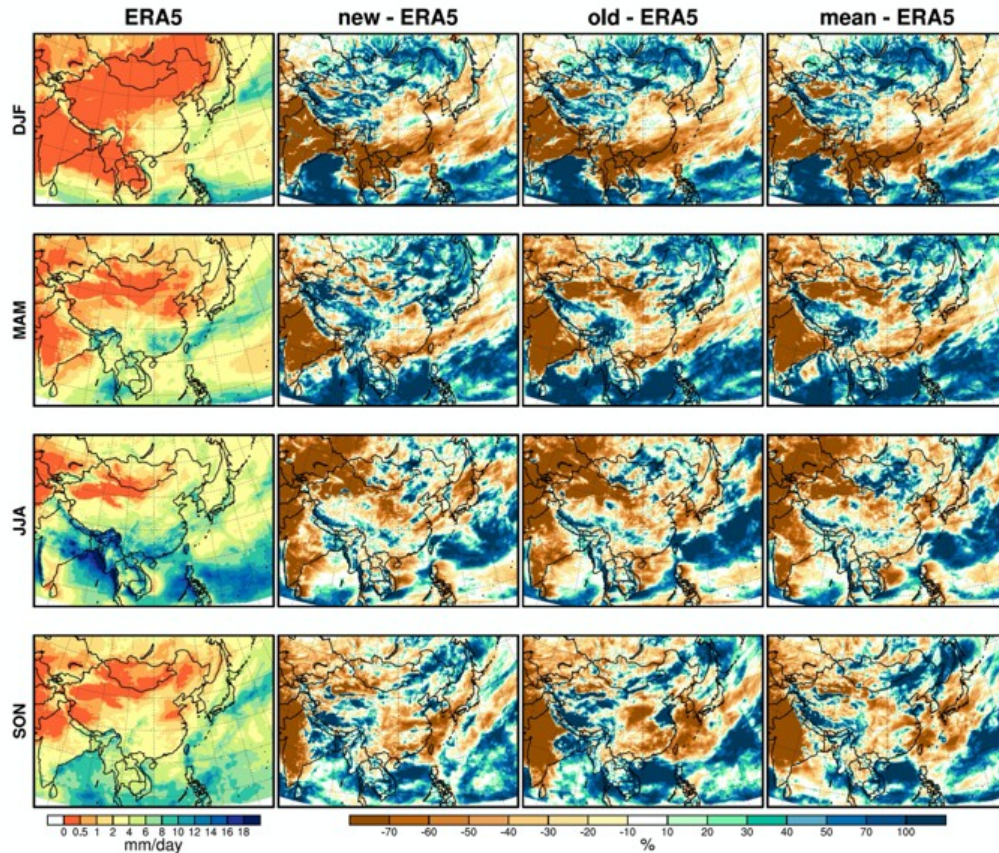 ERA5 new - ERA5 old - ERA5 mean - ERA5
DJF
MAM
JJA
SON
0 0.5 1 2 4 6 8 10 12 14 16 18
mm/day
-70 -60 -50 -40 -30 -20 -10 10 20 30 40 50 70 100
%